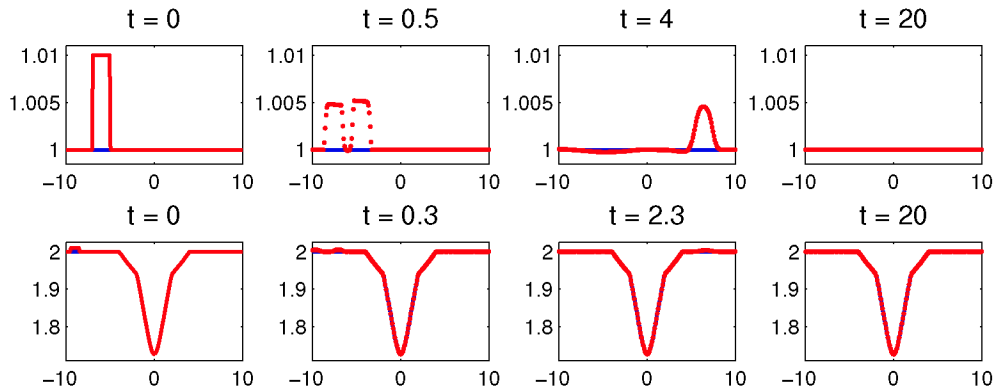 t = 0 t = 0.5 t = 4 t = 20
1.01 1.01 1.01 1.01
1.005 1.005 1.005 1.005
1 1 1 1
−10 0 10 −10 0 10 −10 0 10 −10 0 10
t = 0 t = 0.3 t = 2.3 t = 20
2 2 2 2
1.9 1.9 1.9 1.9
1.8 1.8 1.8 1.8
−10 0 10 −10 0 10 −10 0 10 −10 0 10